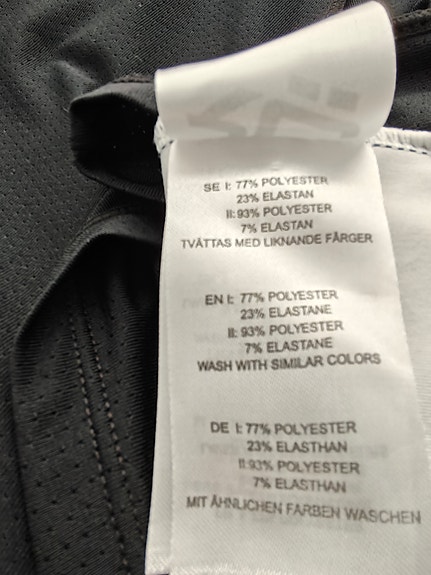 SE I: 77% POLYESTER
23% ELASTAN
II: 93% POLYESTER
7% ELASTAN
TVÄTTAS MED LIKNANDE FÄRGER
EN I: 77% POLYESTER
23% ELASTANE
II: 93% POLYESTER
7% ELASTANE
WASH WITH SIMILAR COLORS
DE I: 77% POLYESTER
23% ELASTHAN
II:93% POLYESTER
7% ELASTHAN
MIT ÄHNLICHEN FARBEN WASCHEN